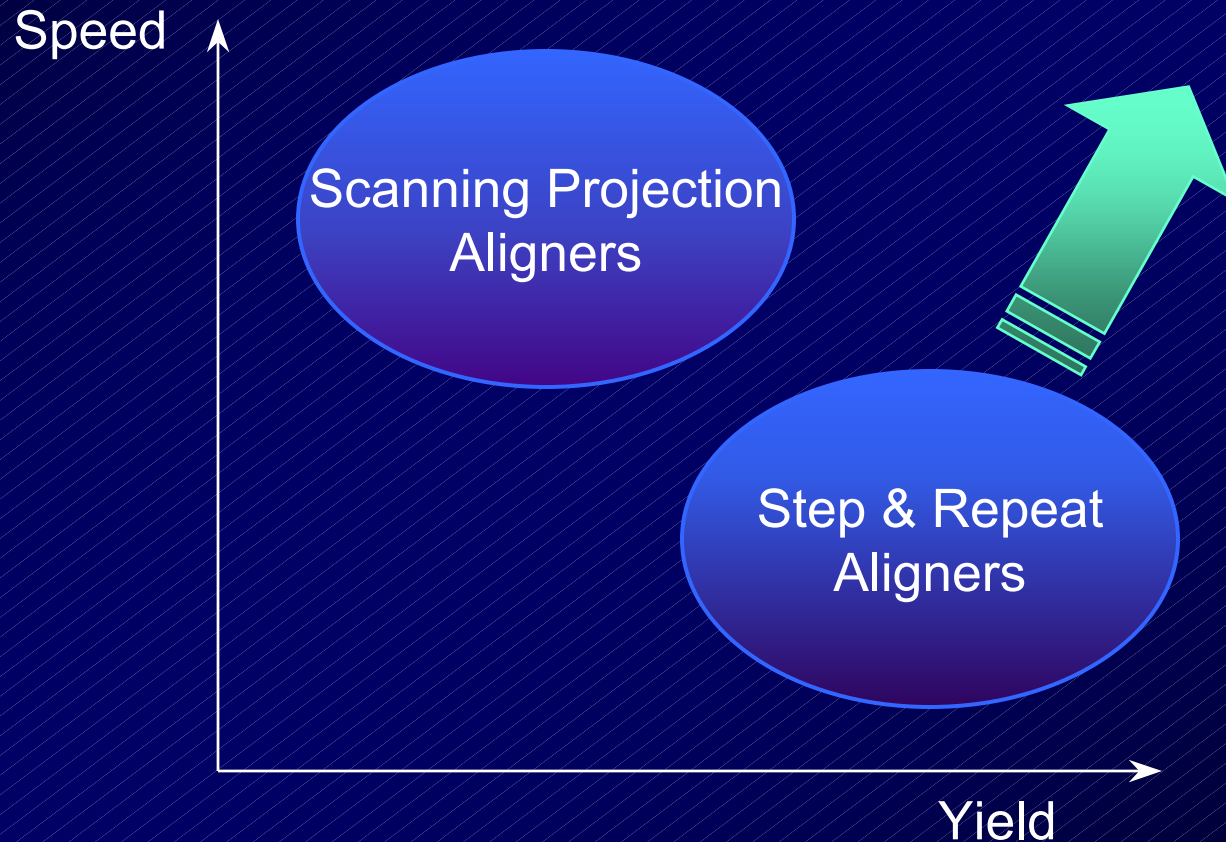 Speed
Scanning Projection
Aligners
Step & Repeat
Aligners
Yield